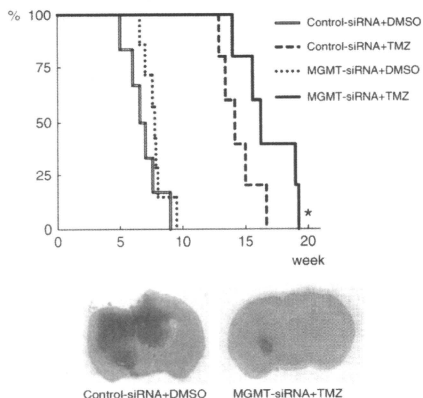 %
100
75
50
25
0
0 5 10 15 20
week
*
Control-siRNA+DMSO
Control-siRNA+TMZ
MGMT-siRNA+DMSO
MGMT-siRNA+TMZ
Control-siRNA+DMSO MGMT-siRNA+TMZ